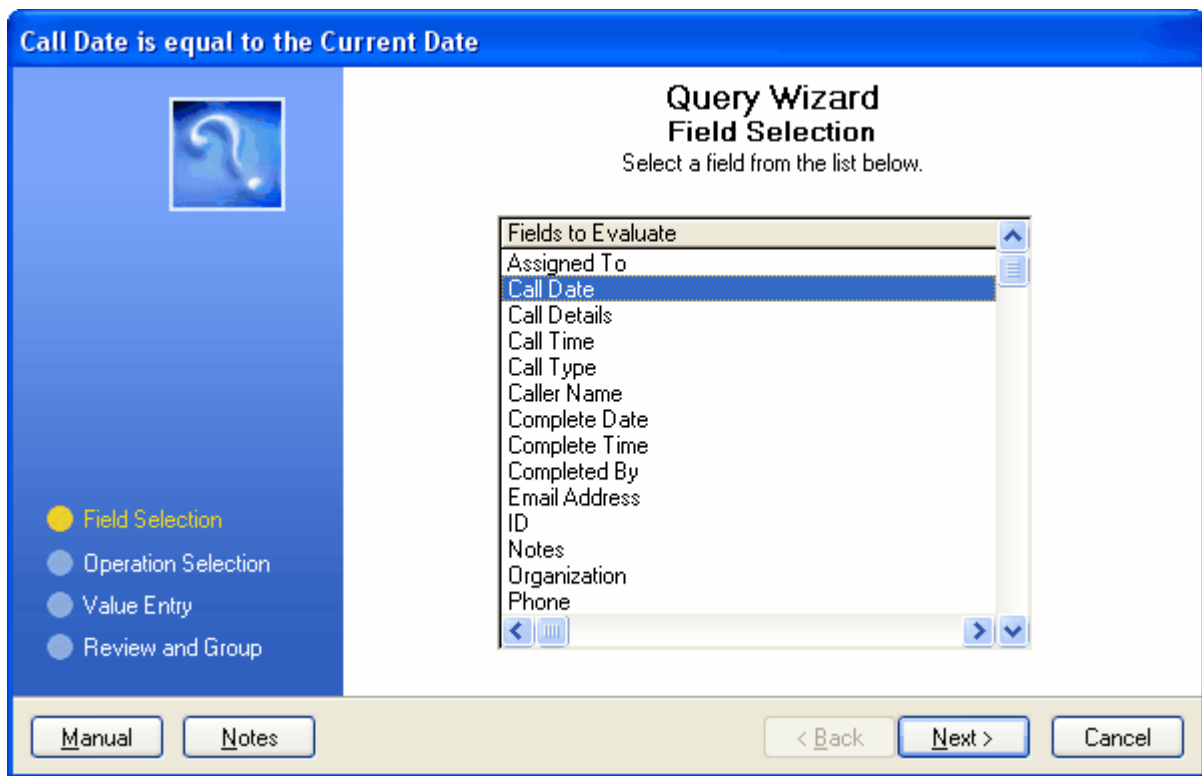 Call Date is equal to the Current Date
Query Wizard
Field Selection
Select a field from the list below.
Fields to Evaluate
Assigned To
Call Date
Call Details
Call Time
Call Type
Caller Name
Complete Date
Complete Time
Completed By
Email Address
ID
Notes
Organization
Phone
Field Selection
Operation Selection
Value Entry
Review and Group
Manual
Notes
< Back
Next >
Cancel